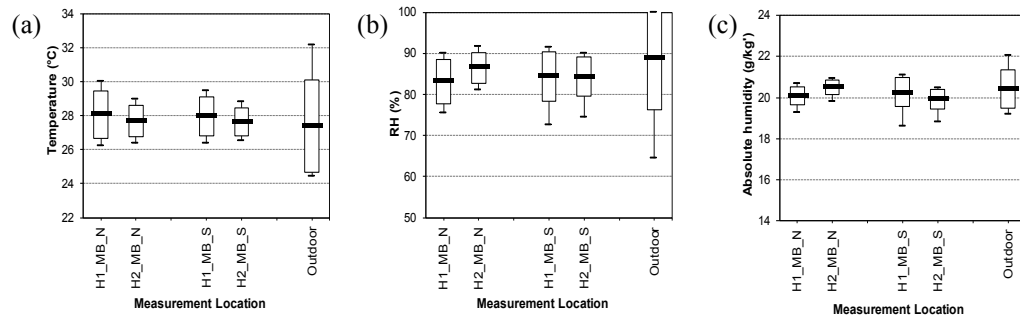 (a)
Temperature (°C)
34
32
30
28
26
24
22
H1_MB_N
H2_MB_N
H1_MB_S
H2_MB_S
Outdoor
Measurement Location
(b)
RH (%)
100
90
80
70
60
50
H1_MB_N
H2_MB_N
H1_MB_S
H2_MB_S
Outdoor
Measurement Location
(c)
Absolute humidity (g/kg')
24
22
20
18
16
14
H1_MB_N
H2_MB_N
H1_MB_S
H2_MB_S
Outdoor
Measurement Location